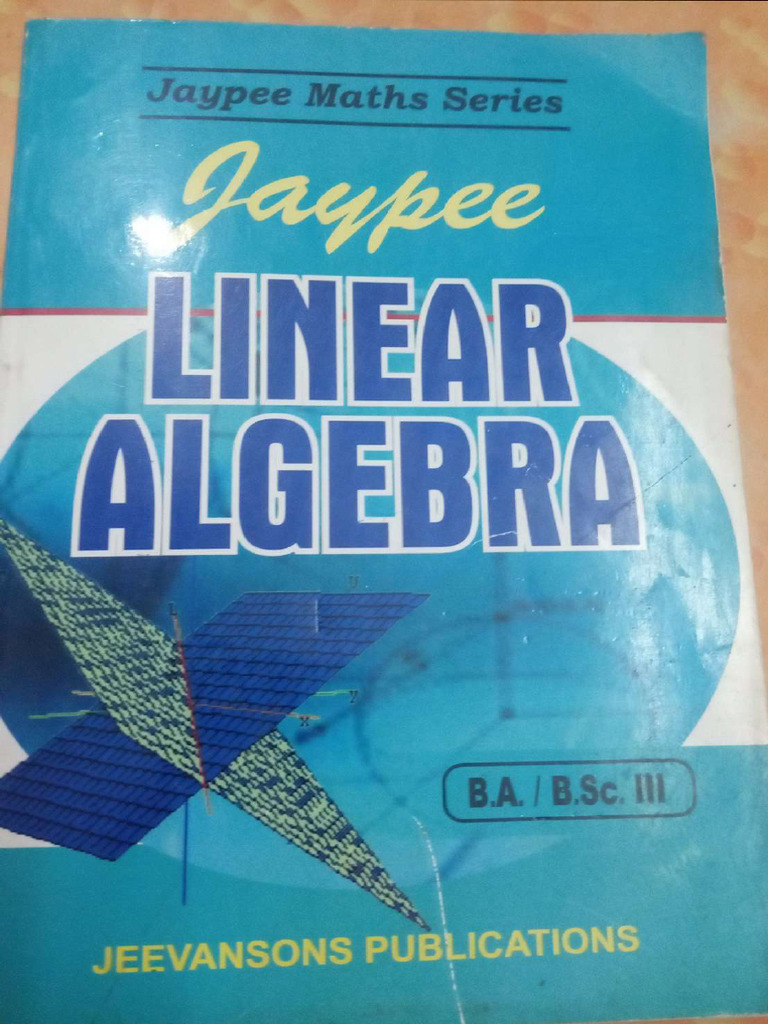 Jaypee Maths Series
Jaypee
LINEAR
ALGEBRA
U
L
y
x
B.A. / B.Sc. III
JEEVANSONS PUBLICATIONS